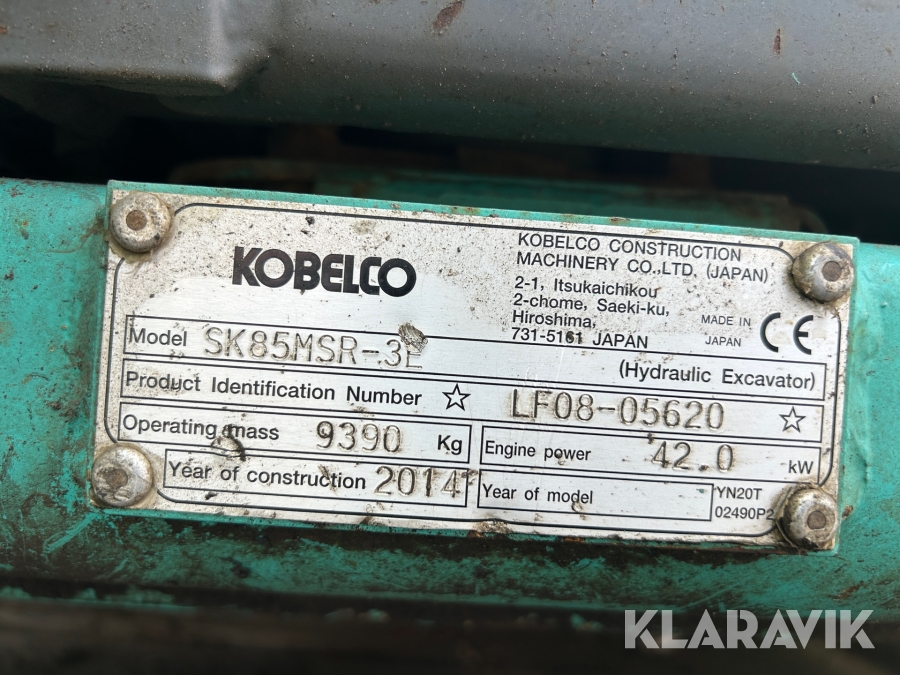 KOBELCO
KOBELCO CONSTRUCTION
MACHINERY CO.,LTD. (JAPAN)
2-1, Itsukaichikou
2-chome, Saeki-ku,
Hiroshima,
731-5161 JAPAN
MADE IN
JAPAN
CE
Model SK85MSR-3E
(Hydraulic Excavator)
Product Identification Number ☆ LF08-05620 ☆
Operating mass 9390 Kg
Engine power 42.0 kW
Year of construction 2014
Year of model
YN20T
02490P2
KLARAVIK